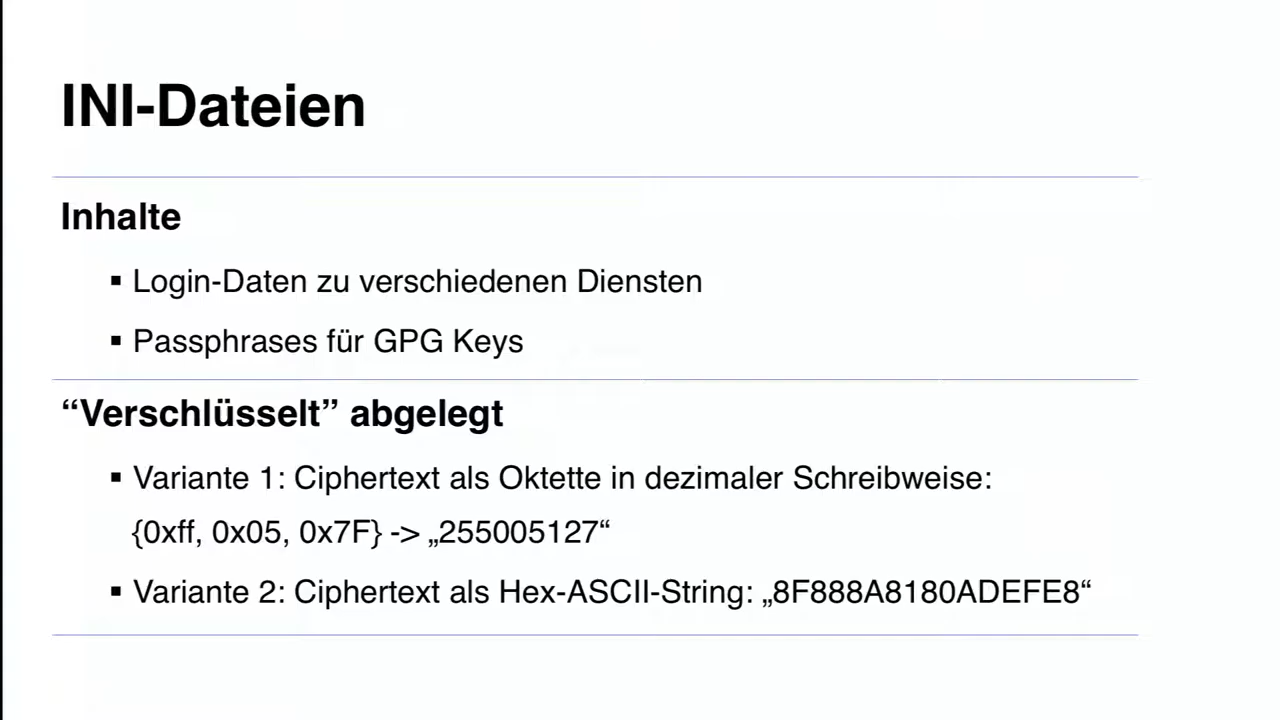 INI-Dateien
Inhalte
▪ Login-Daten zu verschiedenen Diensten
▪ Passphrases für GPG Keys
“Verschlüsselt” abgelegt
▪ Variante 1: Ciphertext als Oktette in dezimaler Schreibweise:
{0xff, 0x05, 0x7F} -> „255005127“
▪ Variante 2: Ciphertext als Hex-ASCII-String: „8F888A8180ADEFE8“